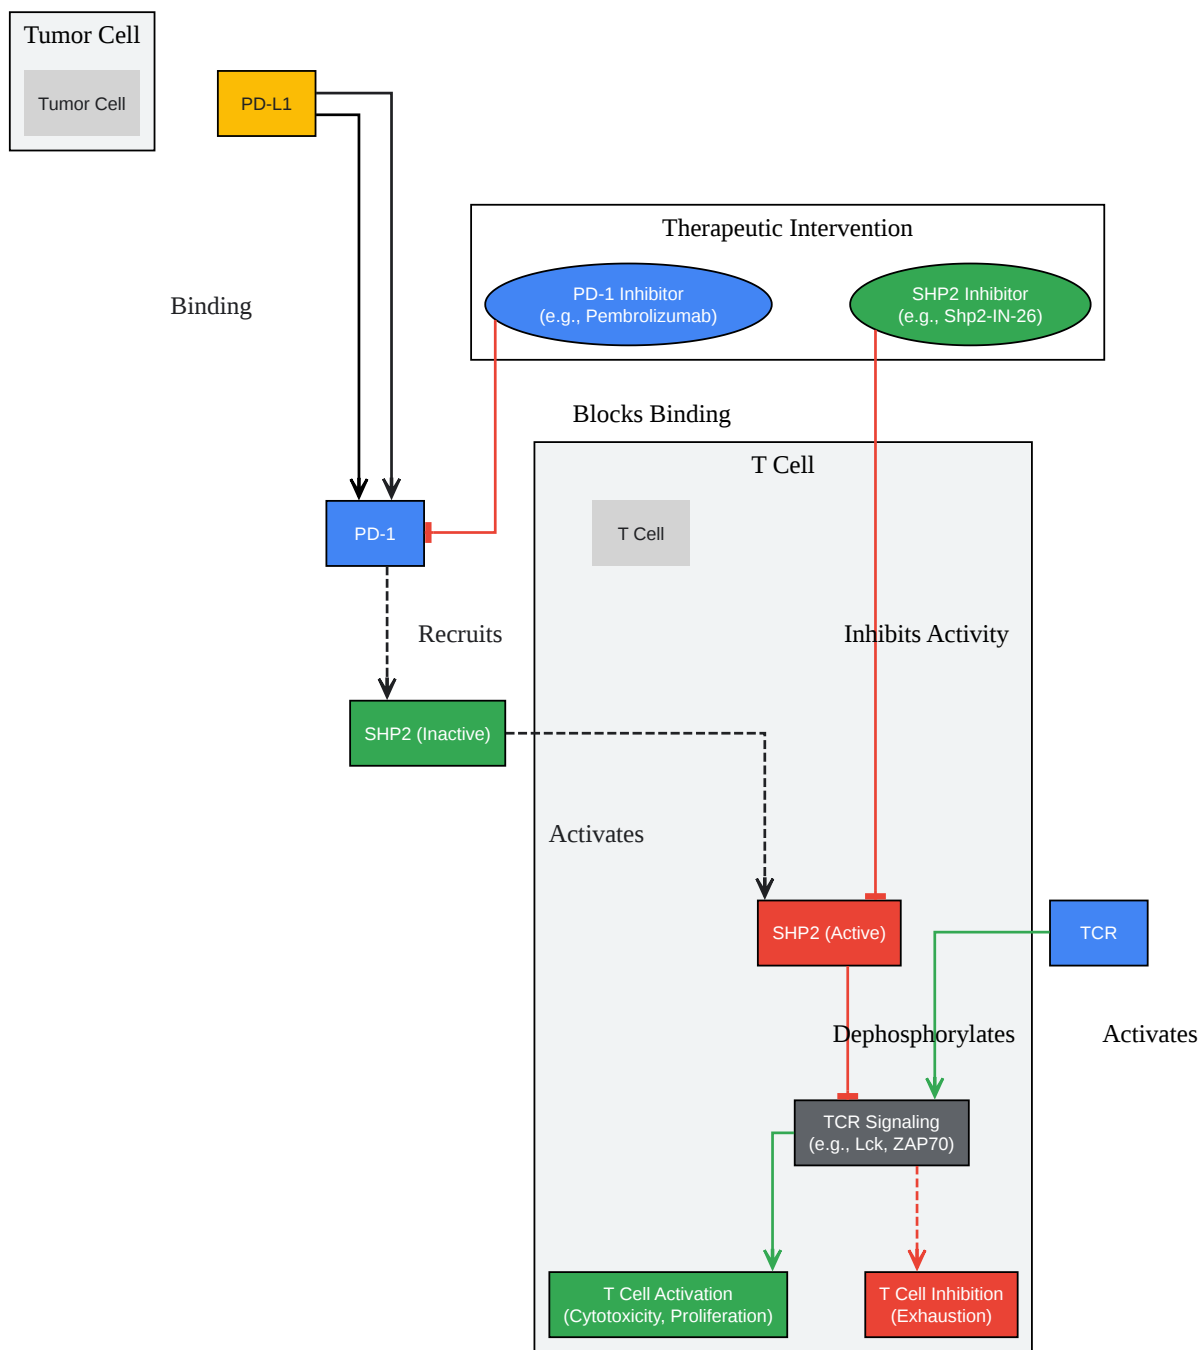 Tumor Cell
Tumor Cell
PD-L1
Therapeutic Intervention
PD-1 Inhibitor
(e.g., Pembrolizumab)
SHP2 Inhibitor
(e.g., Shp2-IN-26)
Binding
Blocks Binding
T Cell
PD-1
T Cell
Recruits
Inhibits Activity
SHP2 (Inactive)
Activates
SHP2 (Active)
TCR
Dephosphorylates
Activates
TCR Signaling
(e.g., Lck, ZAP70)
T Cell Activation
(Cytotoxicity, Proliferation)
T Cell Inhibition
(Exhaustion)